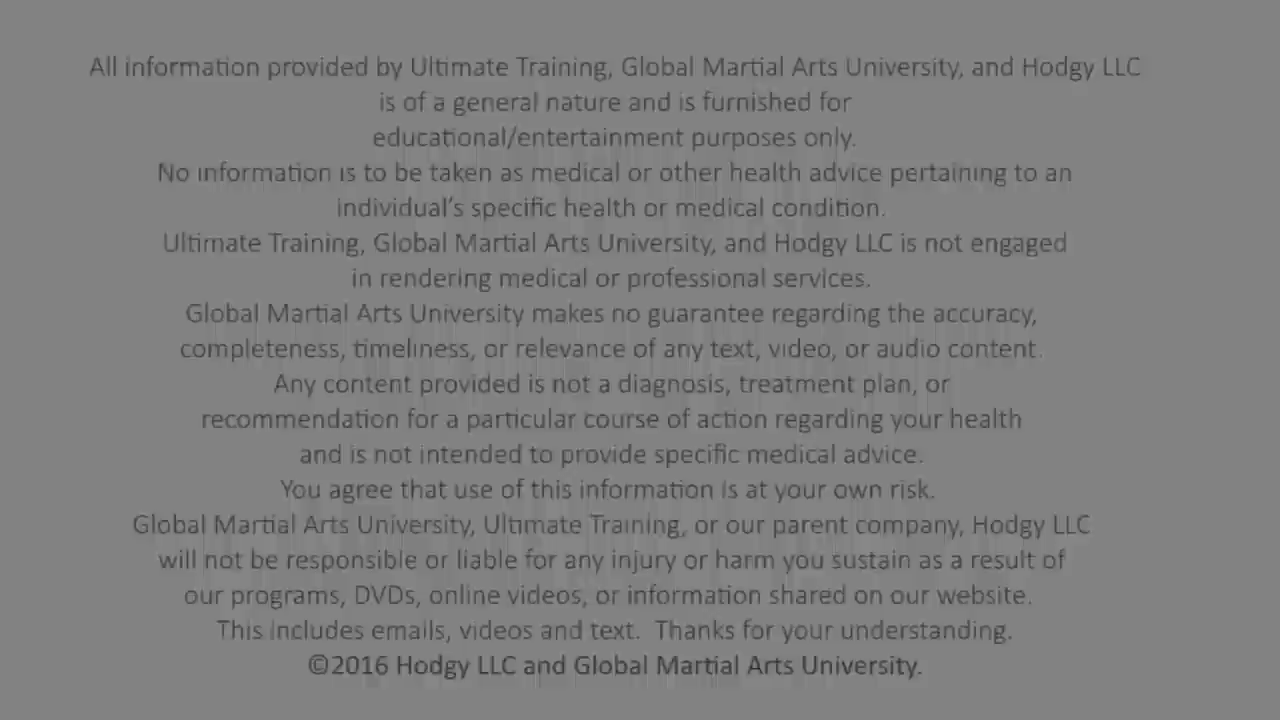 All information provided by Ultimate Training, Global Martial Arts University, and Hodgy LLC
is of a general nature and is furnished for
educational/entertainment purposes only.
No information is to be taken as medical or other health advice pertaining to an
individual's specific health or medical condition.
Ultimate Training, Global Martial Arts University, and Hodgy LLC is not engaged
in rendering medical or professional services.
Global Martial Arts University makes no guarantee regarding the accuracy,
completeness, timeliness, or relevance of any text, video, or audio content.
Any content provided is not a diagnosis, treatment plan, or
recommendation for a particular course of action regarding your health
and is not intended to provide specific medical advice.
You agree that use of this information is at your own risk.
Global Martial Arts University, Ultimate Training, or our parent company, Hodgy LLC
will not be responsible or liable for any injury or harm you sustain as a result of
our programs, DVDs, online videos, or information shared on our website.
This includes emails, videos and text.  Thanks for your understanding.
©2016 Hodgy LLC and Global Martial Arts University.